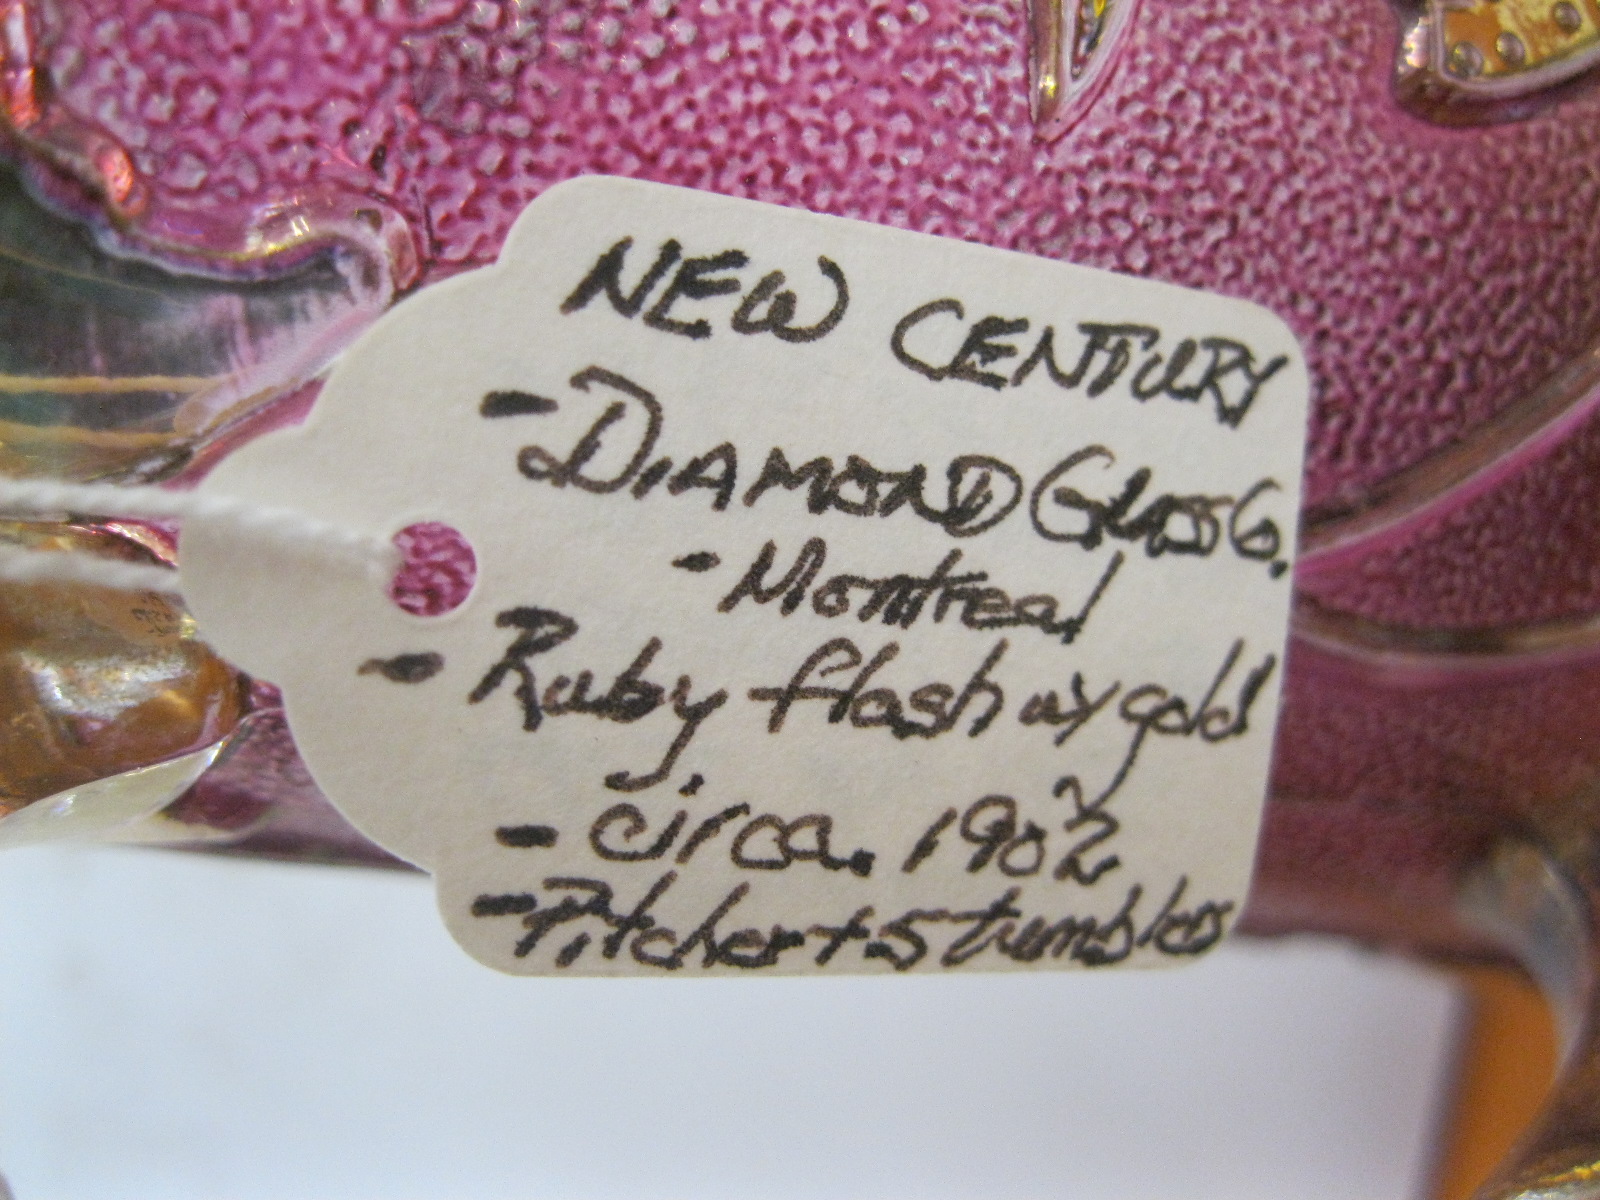 NEW CENTURY
- DIAMOND Glass Co.
- Montreal
- Ruby flash w/ gold
- circa. 1902
- Pitcher + 5 tumblers